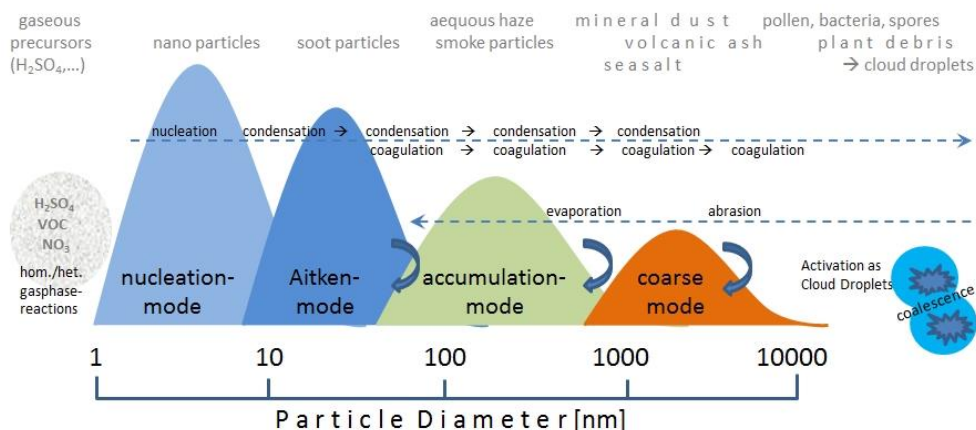 gaseous
precursors
(H₂SO₄,...)
nano particles
soot particles
aequous haze
smoke particles
mineral dust
volcanic ash
seasalt
pollen, bacteria, spores
plant debris
→ cloud droplets
nucleation condensation → condensation → condensation → condensation
coagulation → coagulation → coagulation → coagulation
evaporation abrasion
H₂SO₄
VOC
NO₃
hom./het.
gasphase-
reactions
nucleation-
mode
Aitken-
mode
accumulation-
mode
coarse
mode
Activation as
Cloud Droplets
coalescence
1 10 100 1000 10000
Particle Diameter[nm]